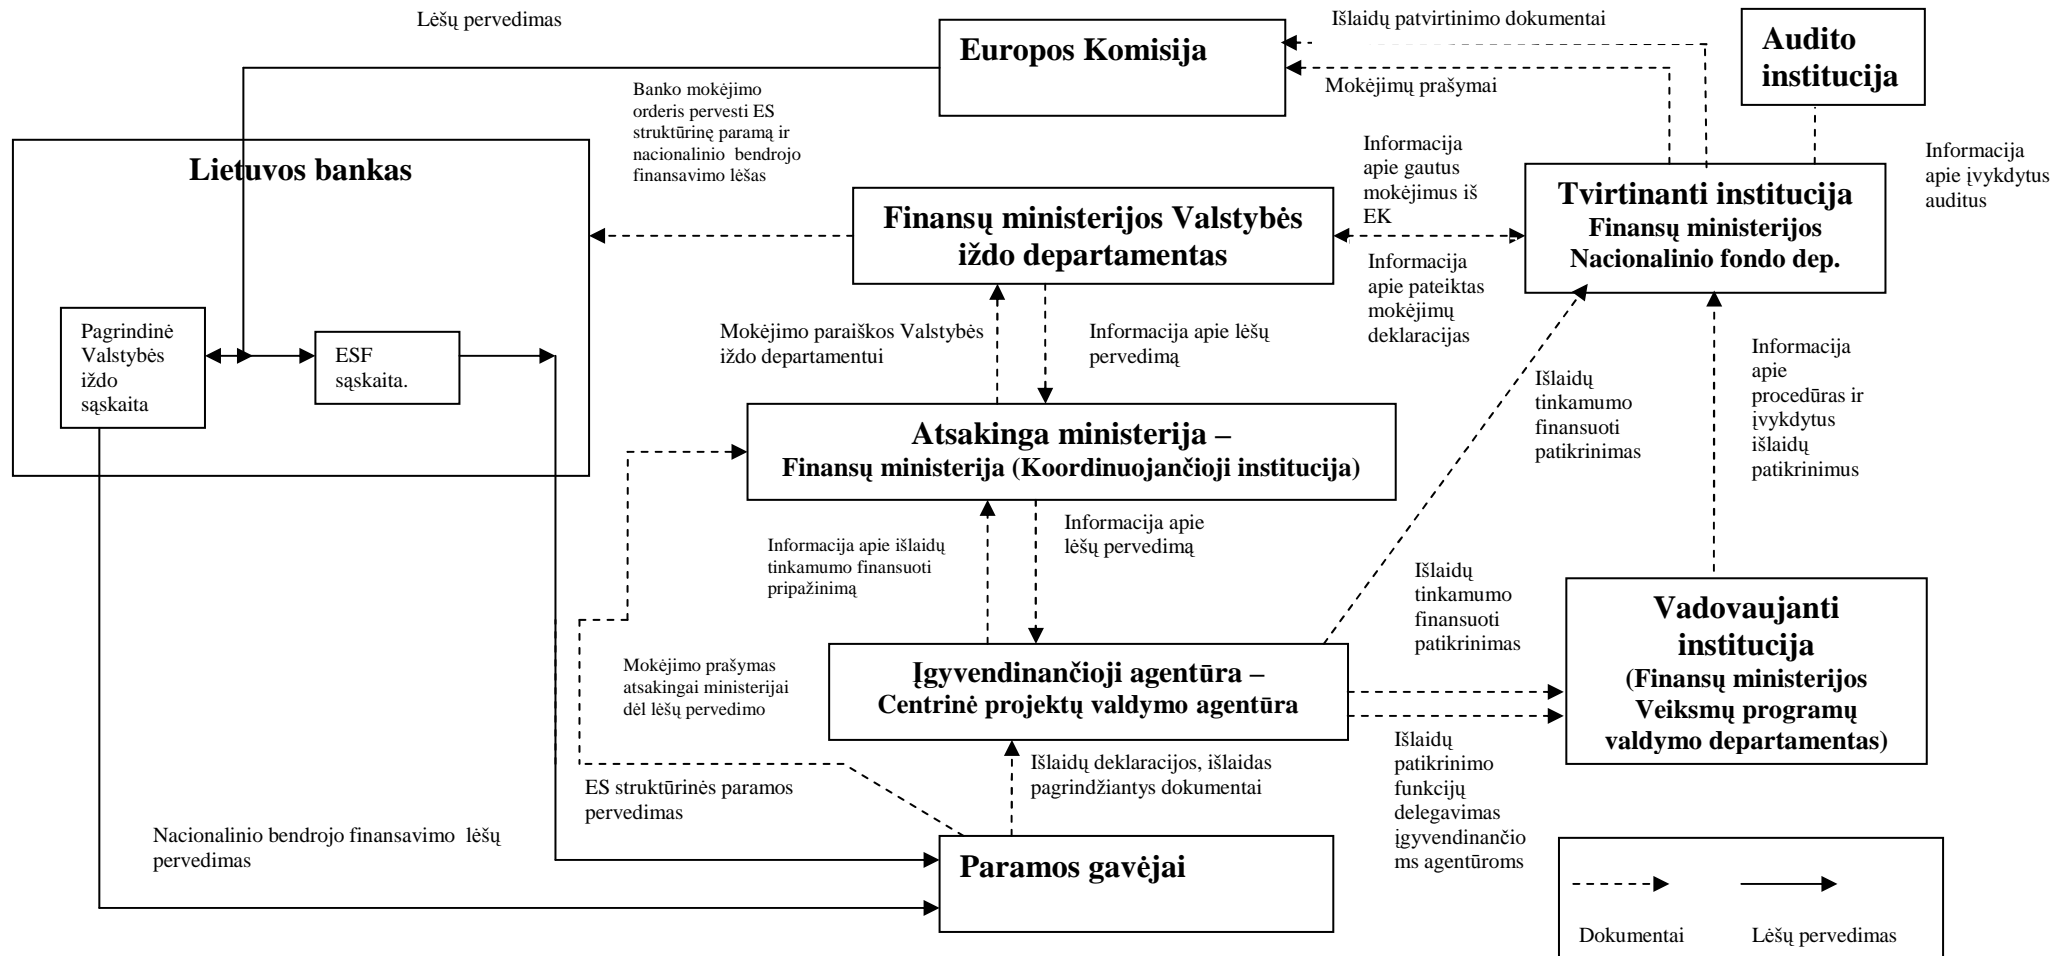 Lėšų pervedimas
Europos Komisija
Išlaidų patvirtinimo dokumentai
Mokėjimų prašymai
Audito
institucija
Banko mokėjimo
orderis pervesti ES
struktūrinę paramą ir
nacionalinio bendrojo
finansavimo lėšas
Lietuvos bankas
Finansų ministerijos Valstybės
iždo departamentas
Informacija
apie gautus
mokėjimus iš
EK
Informacija
apie pateiktas
mokėjimų
deklaracijas
Tvirtinanti institucija
Finansų ministerijos
Nacionalinio fondo dep.
Informacija
apie įvykdytus
auditus
Pagrindinė
Valstybės
iždo
sąskaita
ESF
sąskaita.
Mokėjimo paraiškos Valstybės
iždo departamentui
Informacija apie lėšų
pervedimą
Išlaidų
tinkamumo
finansuoti
patikrinimas
Informacija
apie
procedūras ir
įvykdytus
išlaidų
patikrinimus
Atsakinga ministerija –
Finansų ministerija (Koordinuojančioji institucija)
Informacija apie išlaidų
tinkamumo finansuoti
pripažinimą
Informacija apie
lėšų pervedimą
Išlaidų
tinkamumo
finansuoti
patikrinimas
Vadovaujanti
institucija
(Finansų ministerijos
Veiksmų programų
valdymo departamentas)
Mokėjimo prašymas
atsakingai ministerijai
dėl lėšų pervedimo
Įgyvendinančioji agentūra –
Centrinė projektų valdymo agentūra
Išlaidų
patikrinimo
funkcijų
delegavimas
įgyvendinančio
ms agentūroms
ES struktūrinės paramos
pervedimas
Išlaidų deklaracijos, išlaidas
pagrindžiantys dokumentai
Nacionalinio bendrojo finansavimo  lėšų
pervedimas
Paramos gavėjai
Dokumentai
Lėšų pervedimas